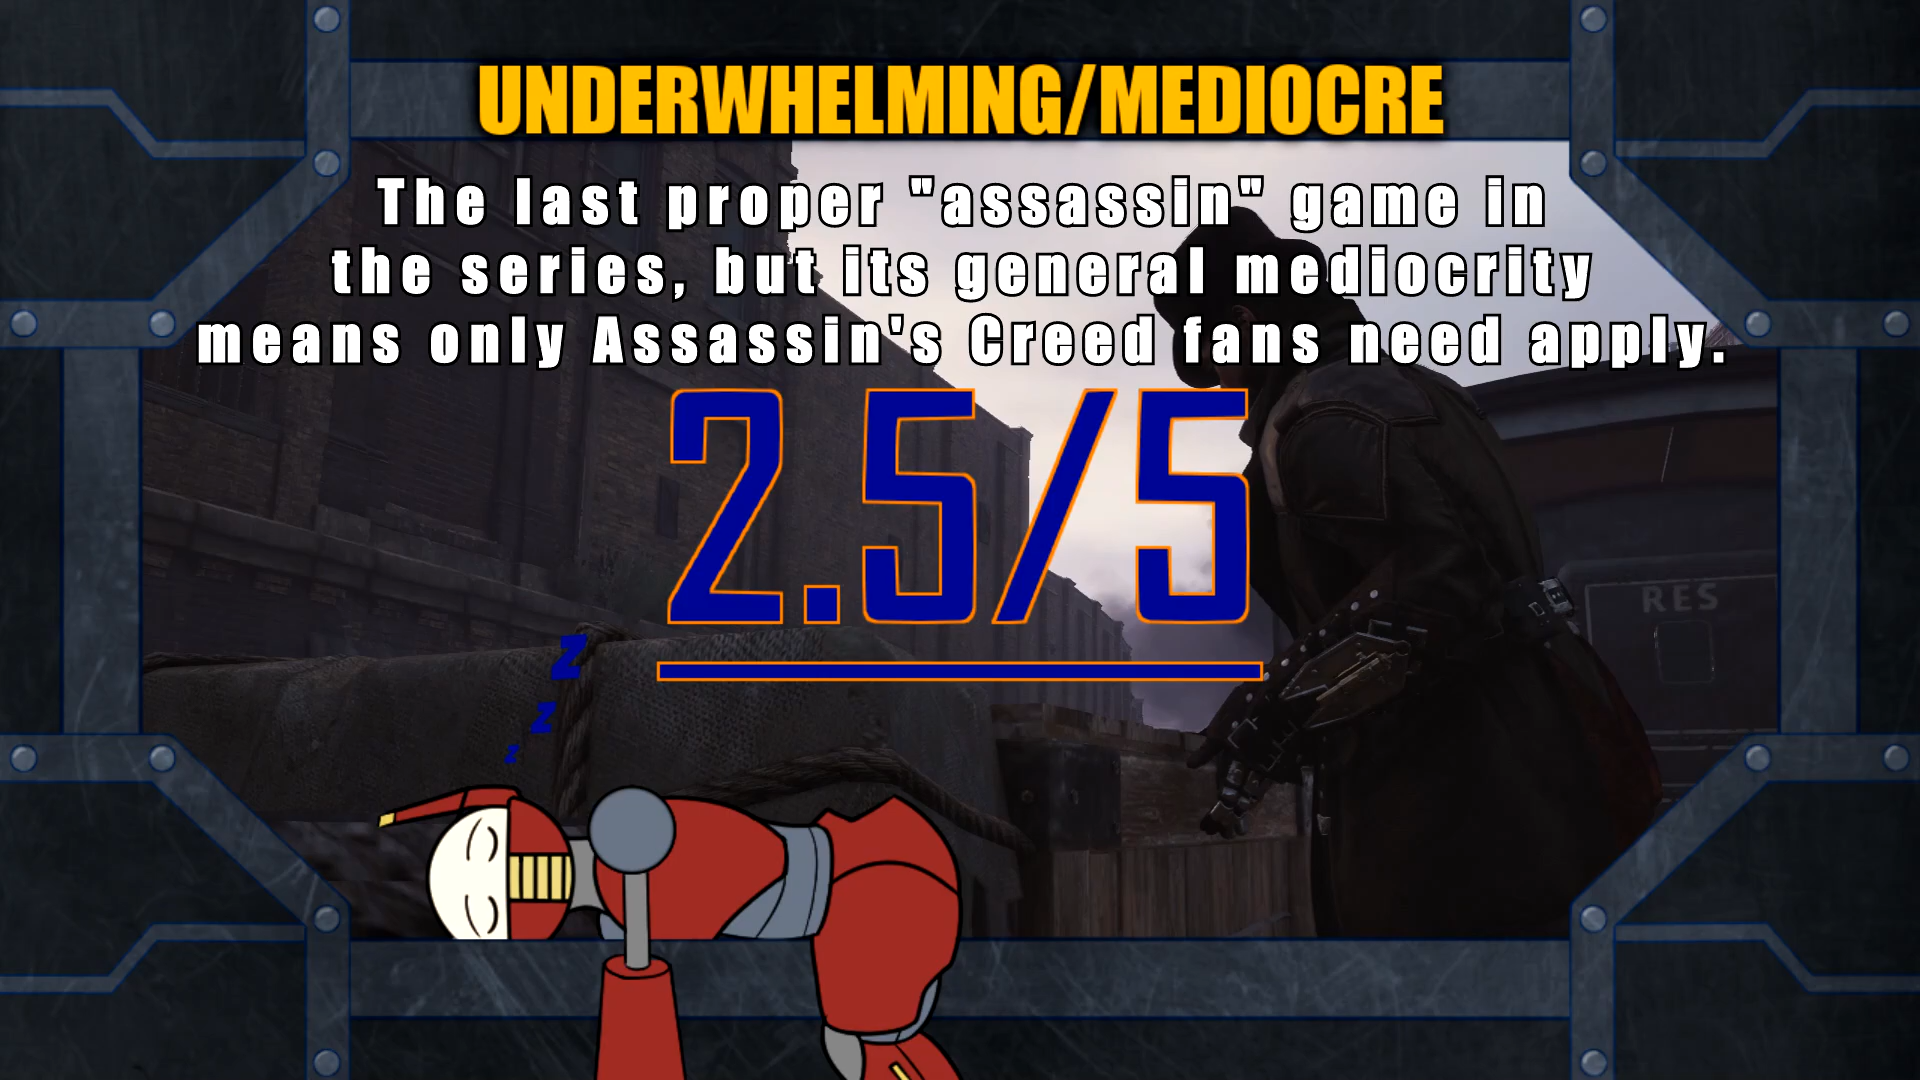 UNDERWHELMING/MEDIOCRE
The last proper "assassin" game in
the series, but its general mediocrity
means only Assassin's Creed fans need apply.
2.5/5
RES
Z
Z
Z